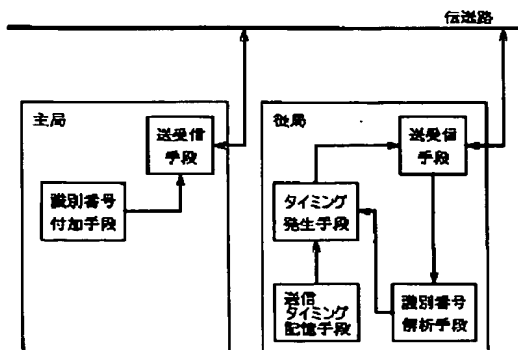 伝送路
主局
送受信
手段
識別番号
付加手段
従局
送受信
手段
タイミング
発生手段
送信
タイミング
記憶手段
識別番号
解析手段